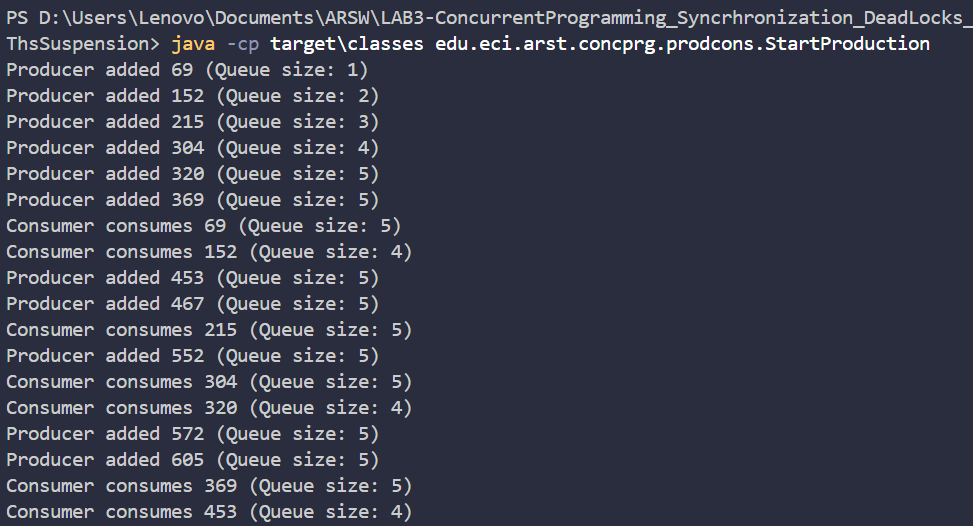 PS D:\Users\Lenovo\Documents\ARSW\LAB3-ConcurrentProgramming_Syncrhronization_DeadLocks_
ThsSuspension> java -cp target\classes edu.eci.arst.concprg.prodcons.StartProduction
Producer added 69 (Queue size: 1)
Producer added 152 (Queue size: 2)
Producer added 215 (Queue size: 3)
Producer added 304 (Queue size: 4)
Producer added 320 (Queue size: 5)
Producer added 369 (Queue size: 5)
Consumer consumes 69 (Queue size: 5)
Consumer consumes 152 (Queue size: 4)
Producer added 453 (Queue size: 5)
Producer added 467 (Queue size: 5)
Consumer consumes 215 (Queue size: 5)
Producer added 552 (Queue size: 5)
Consumer consumes 304 (Queue size: 5)
Consumer consumes 320 (Queue size: 4)
Producer added 572 (Queue size: 5)
Producer added 605 (Queue size: 5)
Consumer consumes 369 (Queue size: 5)
Consumer consumes 453 (Queue size: 4)